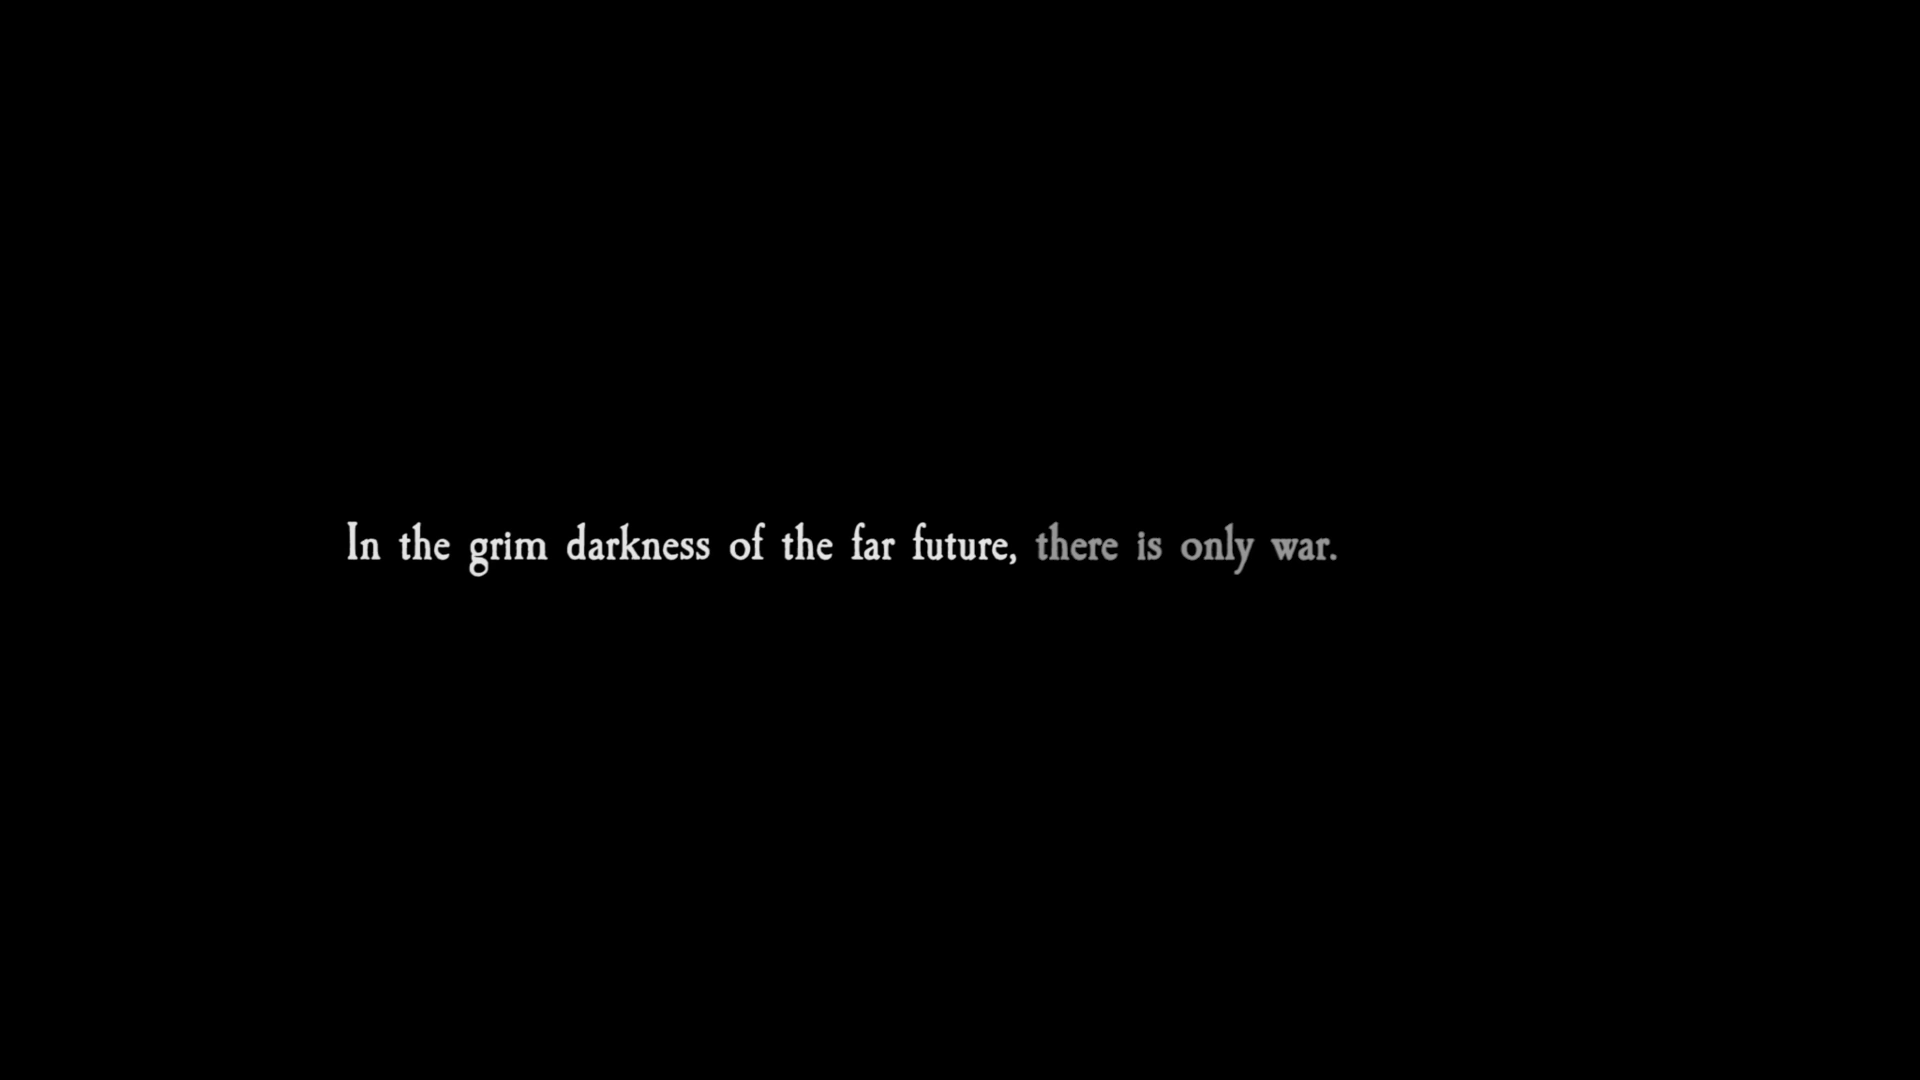 In the grim darkness of the far future, there is only war.